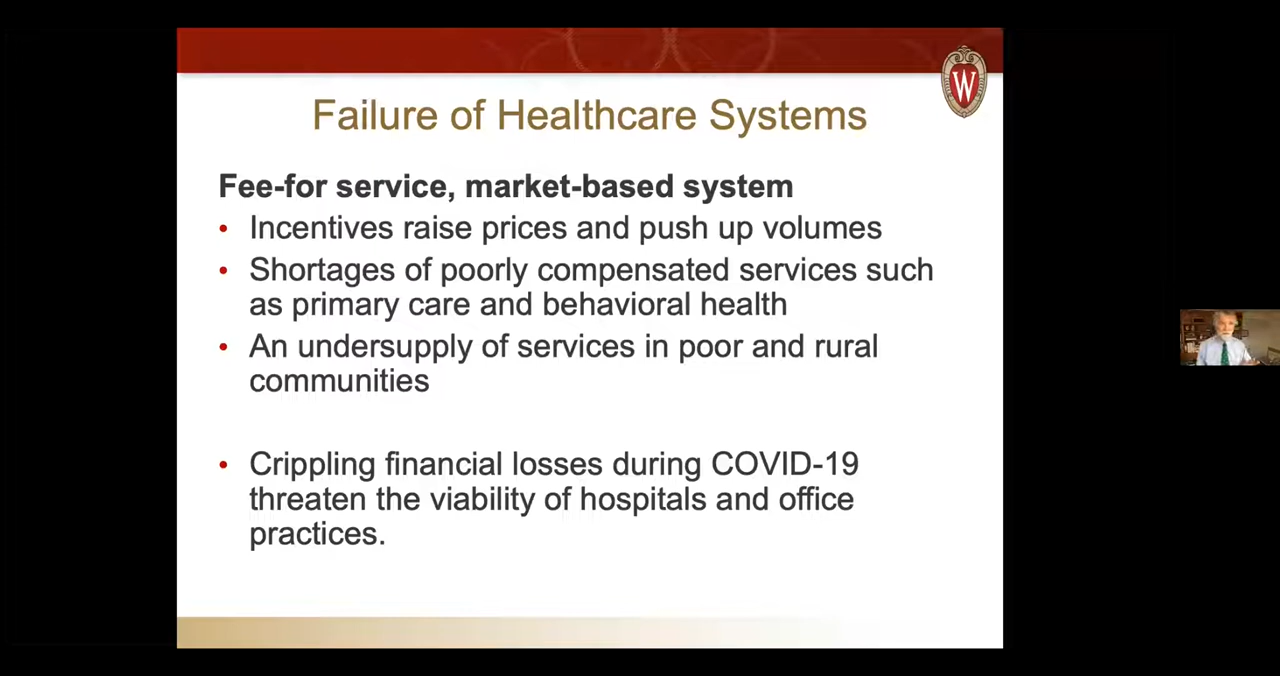 W
Failure of Healthcare Systems
Fee-for service, market-based system
• Incentives raise prices and push up volumes
• Shortages of poorly compensated services such
as primary care and behavioral health
• An undersupply of services in poor and rural
communities
• Crippling financial losses during COVID-19
threaten the viability of hospitals and office
practices.